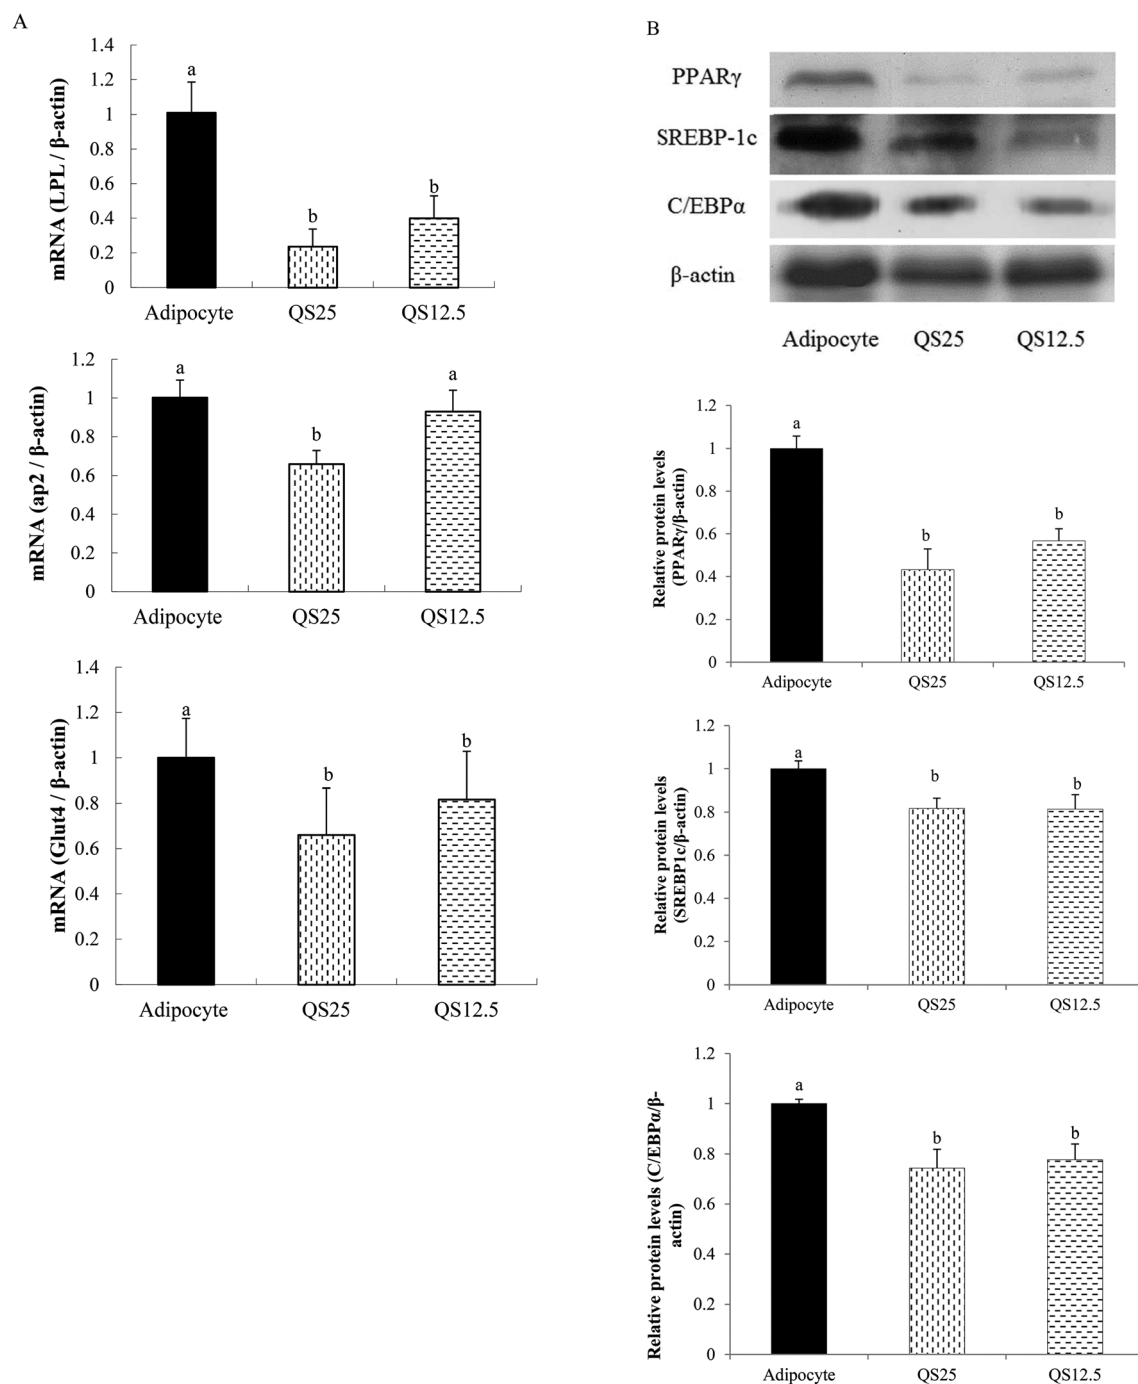 A
mRNA (LPL / β-actin)
1.4
1.2
1
0.8
0.6
0.4
0.2
0
a
b
b
Adipocyte QS25 QS12.5
mRNA (ap2 / β-actin)
1.2
1
0.8
0.6
0.4
0.2
0
a
b
a
Adipocyte QS25 QS12.5
mRNA (Glut4 / β-actin)
1.4
1.2
1
0.8
0.6
0.4
0.2
0
a
b
b
Adipocyte QS25 QS12.5
B
PPARγ
SREBP-1c
C/EBPα
β-actin
Adipocyte QS25 QS12.5
Relative protein levels
(PPARγ/β-actin)
1.2
1
0.8
0.6
0.4
0.2
0
a
b
b
Adipocyte QS25 QS12.5
Relative protein levels
(SREBP1c/β-actin)
1.2
1
0.8
0.6
0.4
0.2
0
a
b
b
Adipocyte QS25 QS12.5
Relative protein levels (C/EBPα/β-
actin)
1.2
1
0.8
0.6
0.4
0.2
0
a
b
b
Adipocyte QS25 QS12.5